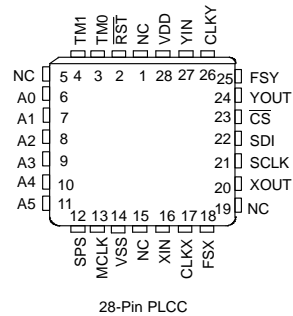 TM1 TM0 RST NC VDD YIN CLKY
4 3 2 1 28 27 26
NC 5 25 FSY
A0 6 24 YOUT
A1 7 23 CS
A2 8 22 SDI
A3 9 21 SCLK
A4 10 20 XOUT
A5 11 19 NC
12 13 14 15 16 17 18
SPS MCLK VSS NC XIN CLKX FSX
28-Pin PLCC